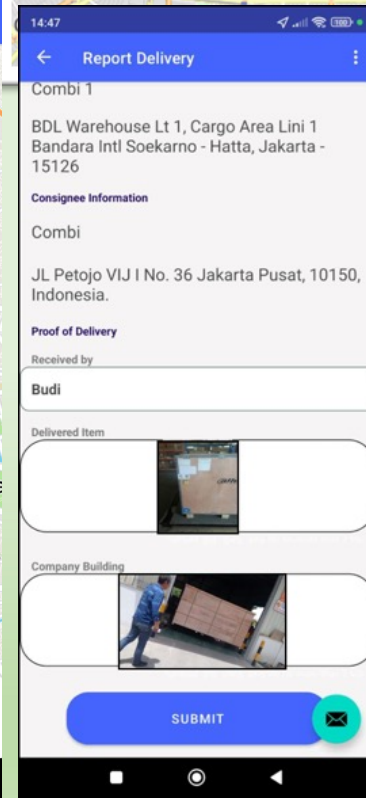 14:47
100
Report Delivery
Combi 1
BDL Warehouse Lt 1, Cargo Area Lini 1
Bandara Intl Soekarno - Hatta, Jakarta -
15126
Consignee Information
Combi
JL Petojo VIJ I No. 36 Jakarta Pusat, 10150,
Indonesia.
Proof of Delivery
Received by
Budi
Delivered Item
Company Building
SUBMIT